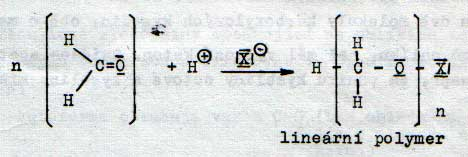 H H
n C=O + H⊕ |X|⊖ H - C - O - X|
H H n
lineární polymer